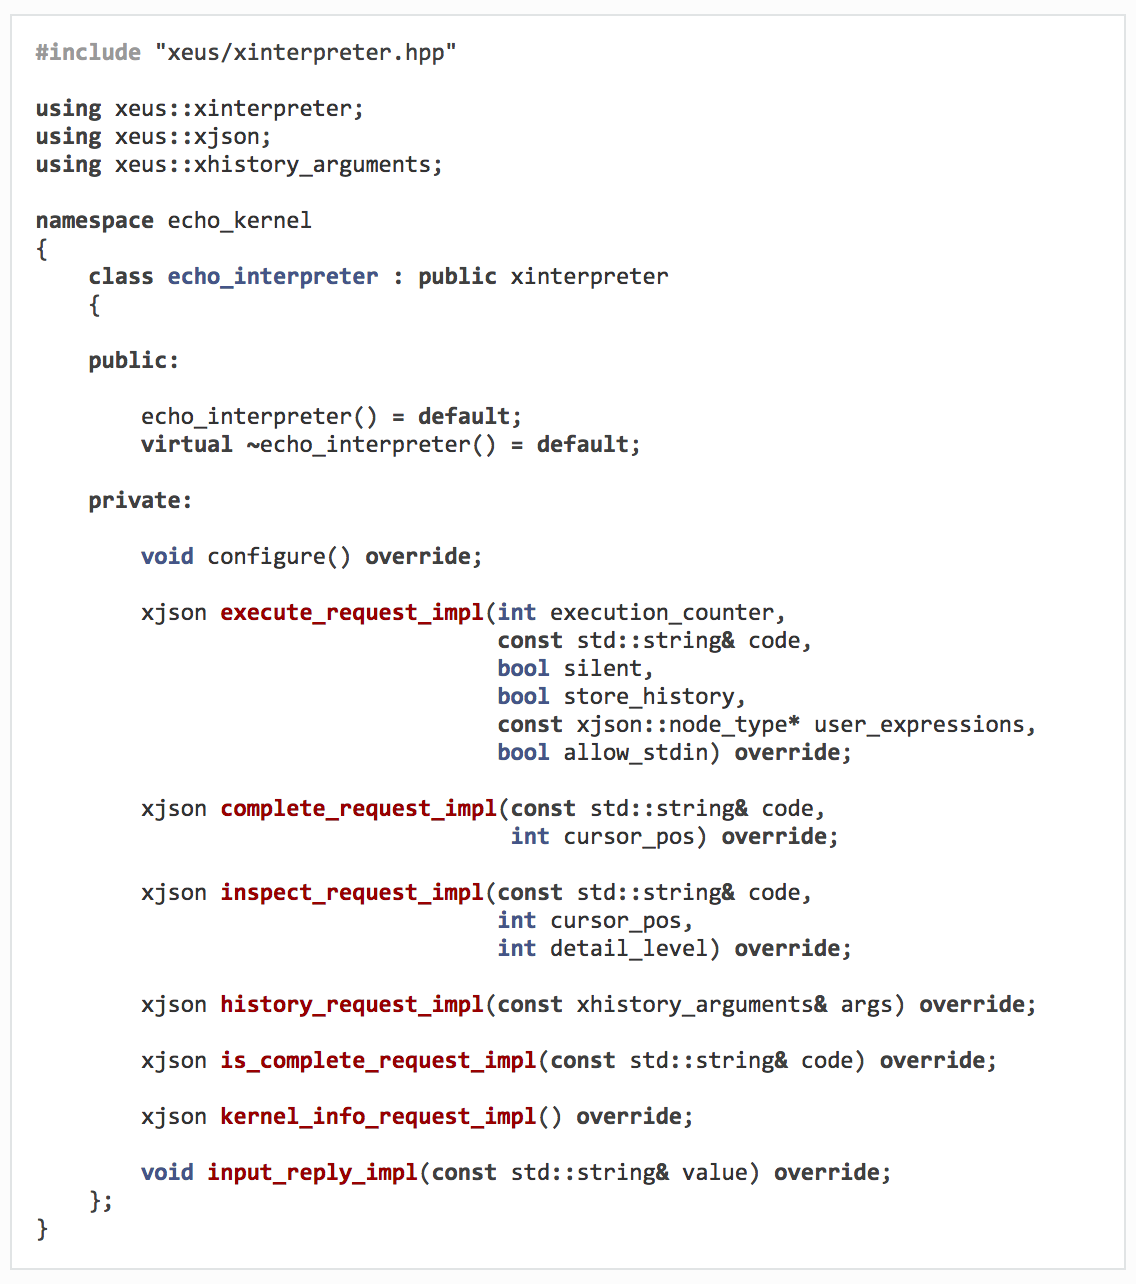 #include "xeus/xinterpreter.hpp"

using xeus::xinterpreter;
using xeus::xjson;
using xeus::xhistory_arguments;

namespace echo_kernel
{
    class echo_interpreter : public xinterpreter
    {

    public:

        echo_interpreter() = default;
        virtual ~echo_interpreter() = default;

    private:

        void configure() override;

        xjson execute_request_impl(int execution_counter,
                                   const std::string& code,
                                   bool silent,
                                   bool store_history,
                                   const xjson::node_type* user_expressions,
                                   bool allow_stdin) override;

        xjson complete_request_impl(const std::string& code,
                                    int cursor_pos) override;

        xjson inspect_request_impl(const std::string& code,
                                   int cursor_pos,
                                   int detail_level) override;

        xjson history_request_impl(const xhistory_arguments& args) override;

        xjson is_complete_request_impl(const std::string& code) override;

        xjson kernel_info_request_impl() override;

        void input_reply_impl(const std::string& value) override;
    };
}